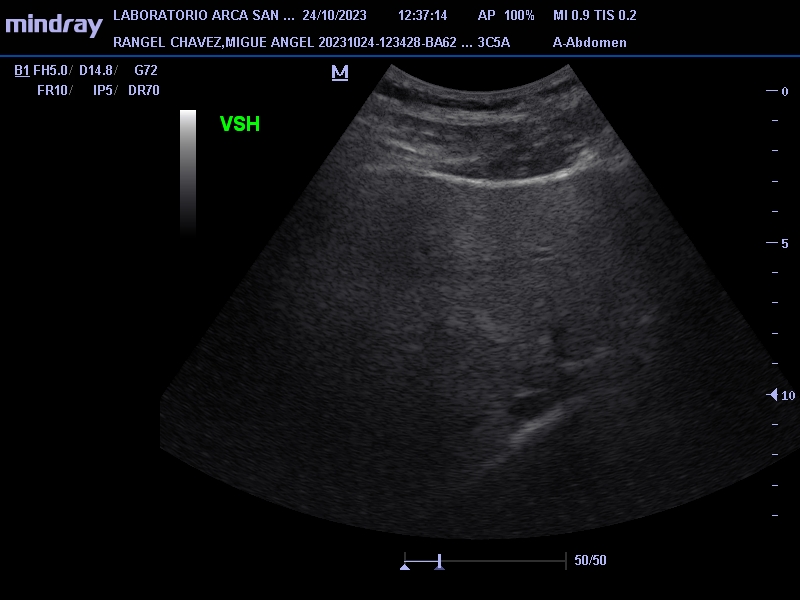 mindray LABORATORIO ARCA SAN ... 24/10/2023 12:37:14 AP 100% MI 0.9 TIS 0.2
RANGEL CHAVEZ,MIGUE ANGEL 20231024-123428-BA62 ... 3C5A A-Abdomen
B1 FH5.0/ D14.8/ G72
FR10/ IP5/ DR70
M
VSH
0
5
10
50/50